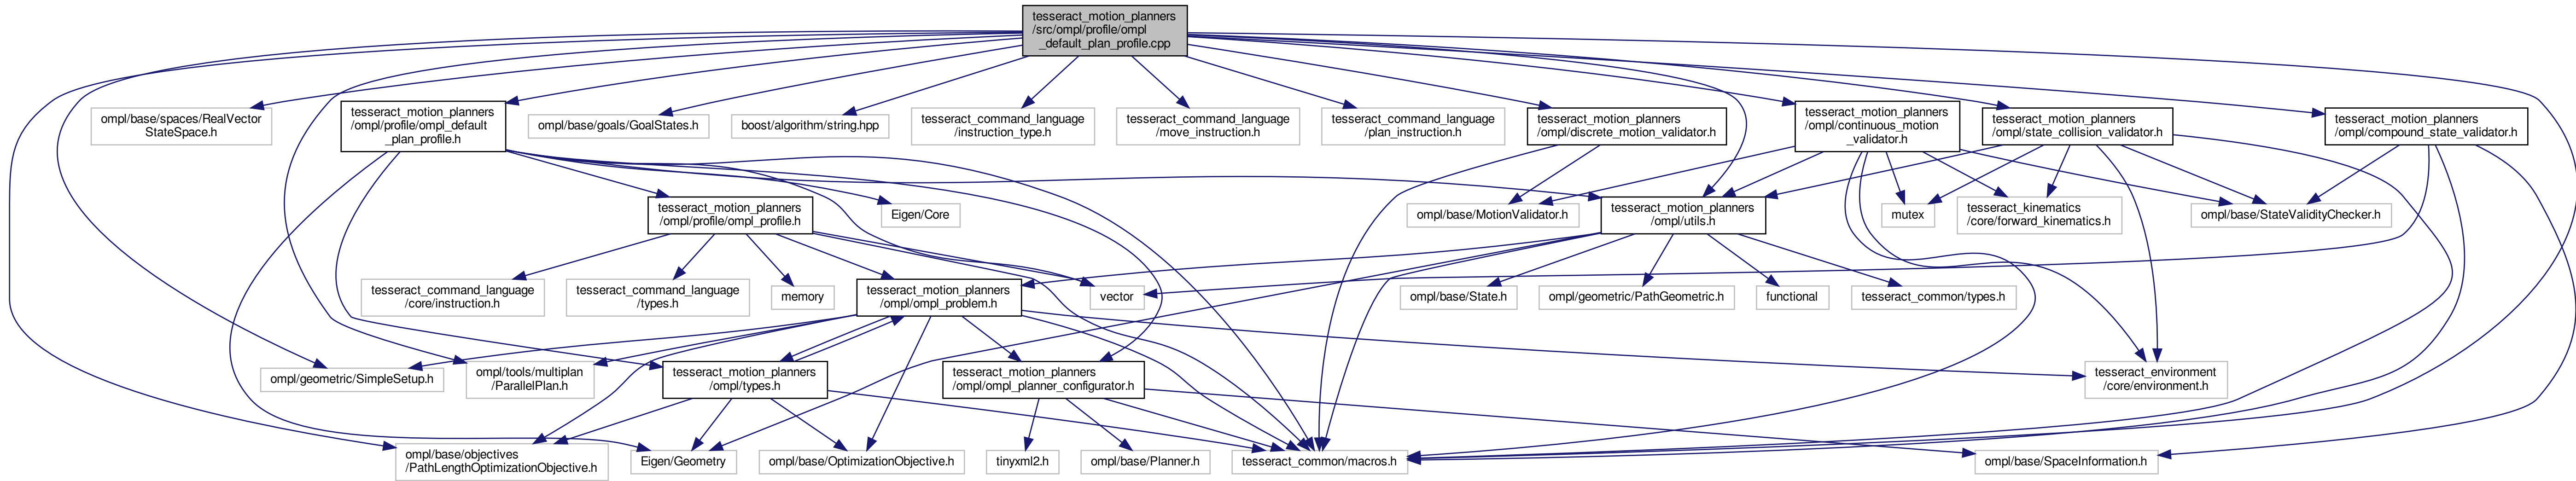 tesseract_motion_planners
/src/ompl/profile/ompl
_default_plan_profile.cpp
ompl/base/spaces/RealVector
StateSpace.h
tesseract_motion_planners
/ompl/profile/ompl_default
_plan_profile.h
ompl/base/goals/GoalStates.h
boost/algorithm/string.hpp
tesseract_command_language
/instruction_type.h
tesseract_command_language
/move_instruction.h
tesseract_command_language
/plan_instruction.h
tesseract_motion_planners
/ompl/discrete_motion_validator.h
tesseract_motion_planners
/ompl/continuous_motion
_validator.h
tesseract_motion_planners
/ompl/state_collision_validator.h
tesseract_motion_planners
/ompl/compound_state_validator.h
tesseract_motion_planners
/ompl/profile/ompl_profile.h
Eigen/Core
ompl/base/MotionValidator.h
tesseract_motion_planners
/ompl/utils.h
mutex
tesseract_kinematics
/core/forward_kinematics.h
ompl/base/StateValidityChecker.h
tesseract_command_language
/core/instruction.h
tesseract_command_language
/types.h
memory
tesseract_motion_planners
/ompl/ompl_problem.h
vector
ompl/base/State.h
ompl/geometric/PathGeometric.h
functional
tesseract_common/types.h
ompl/geometric/SimpleSetup.h
ompl/tools/multiplan
/ParallelPlan.h
tesseract_motion_planners
/ompl/types.h
tesseract_motion_planners
/ompl/ompl_planner_configurator.h
tesseract_environment
/core/environment.h
ompl/base/objectives
/PathLengthOptimizationObjective.h
Eigen/Geometry
ompl/base/OptimizationObjective.h
tinyxml2.h
ompl/base/Planner.h
tesseract_common/macros.h
ompl/base/SpaceInformation.h